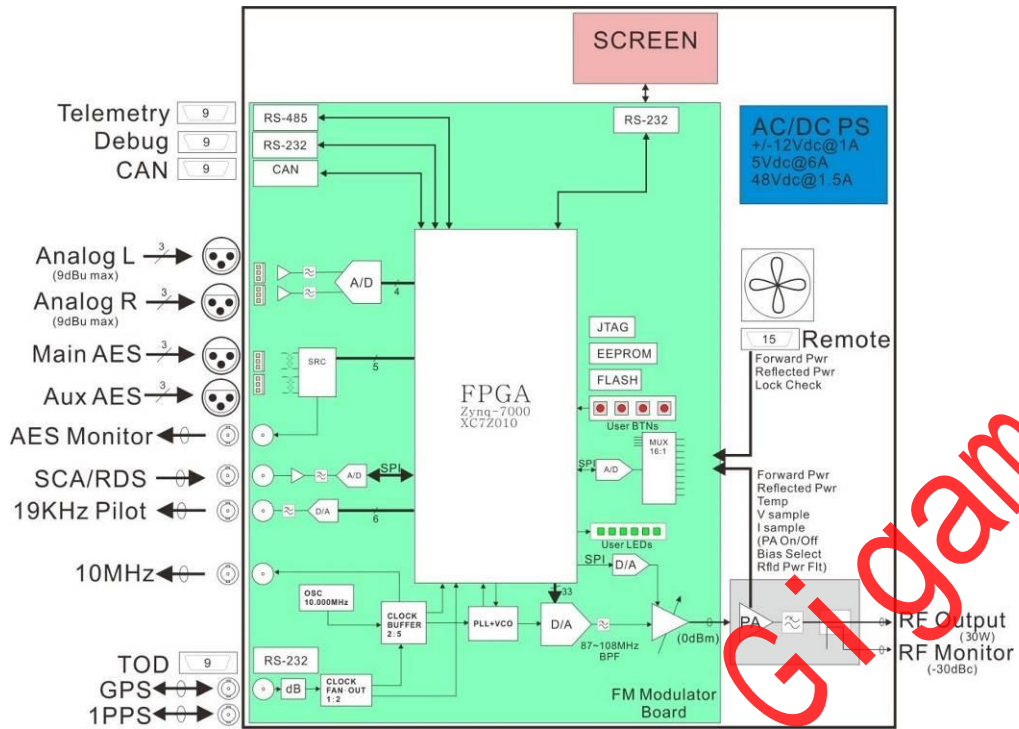 SCREEN
Telemetry
9
Debug
9
CAN
9
RS-485
RS-232
CAN
RS-232
AC/DC PS
+/-12Vdc@1A
5Vdc@6A
48Vdc@1.5A
Analog L
(9dBu max)
3
Analog R
(9dBu max)
3
Main AES
3
Aux AES
3
AES Monitor
SCA/RDS
19KHz Pilot
10MHz
TOD
9
GPS
1PPS
A/D
4
SRC
5
A/D
SPI
D/A
6
FPGA
Zynq-7000
XC7Z010
JTAG
EEPROM
FLASH
User BTNs
SPI
A/D
MUX
16:1
User LEDs
SPI
D/A
33
OSC
10.000MHz
CLOCK
BUFFER
2:5
PLL+VCO
D/A
87~108MHz
BPF
(0dBm)
RS-232
dB
CLOCK
FAN-OUT
1:2
FM Modulator
Board
15
Remote
Forward Pwr
Reflected Pwr
Lock Check
Forward Pwr
Reflected Pwr
Temp
V sample
I sample
(PA On/Off
Bias Select
Rfld Pwr Flt)
PA
RF Output
(30W)
RF Monitor
(-30dBc)
Gigam